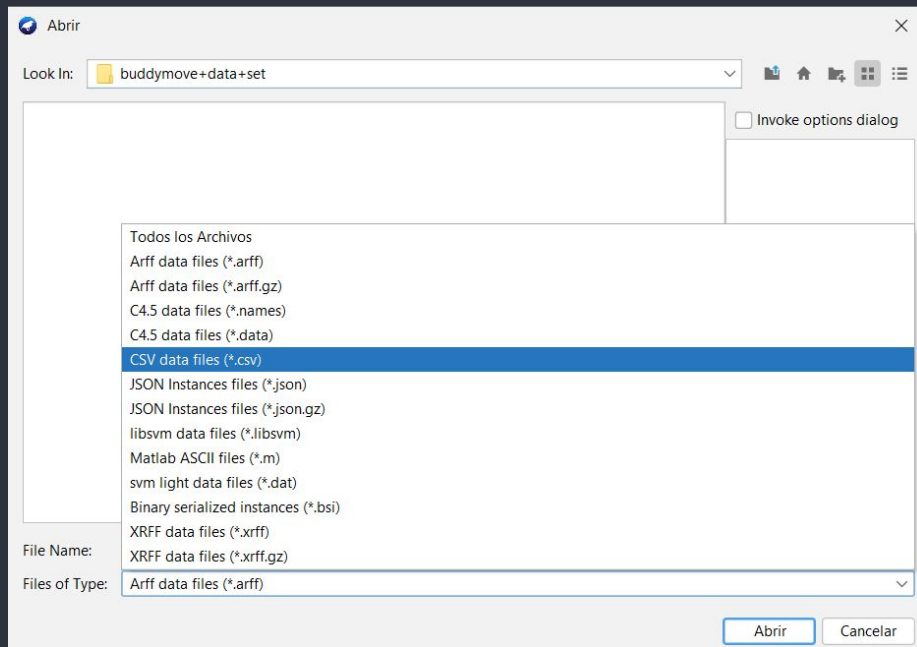 Abrir
Look In: buddymove+data+set
Invoke options dialog
Todos los Archivos
Arff data files (*.arff)
Arff data files (*.arff.gz)
C4.5 data files (*.names)
C4.5 data files (*.data)
CSV data files (*.csv)
JSON Instances files (*.json)
JSON Instances files (*.json.gz)
libsvm data files (*.libsvm)
Matlab ASCII files (*.m)
svm light data files (*.dat)
Binary serialized instances (*.bsi)
XRFF data files (*.xrff)
XRFF data files (*.xrff.gz)
File Name:
Files of Type: Arff data files (*.arff)
Abrir Cancelar